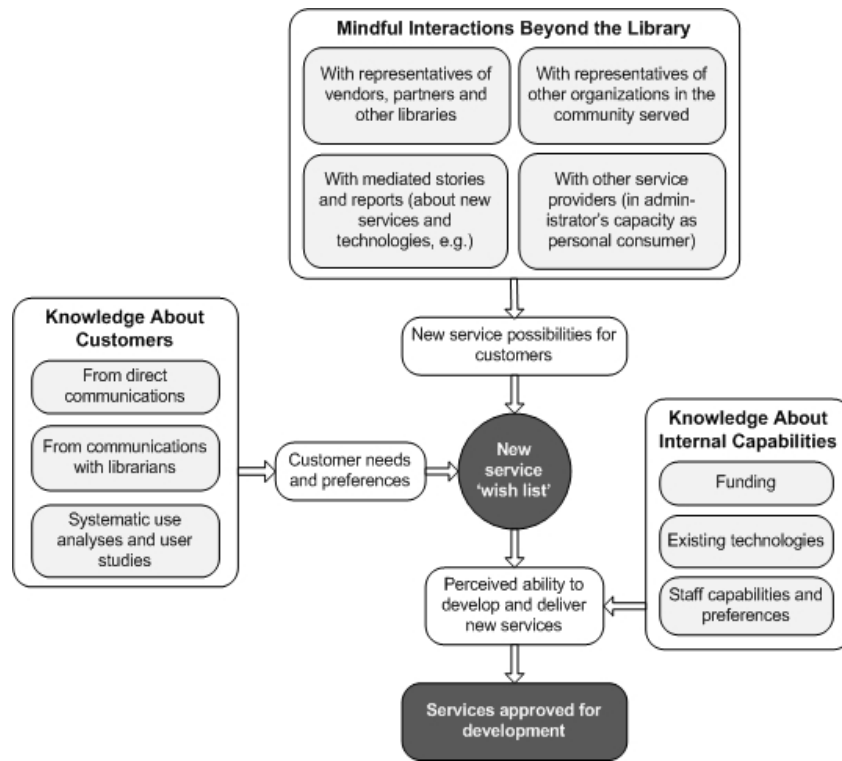 Mindful Interactions Beyond the Library
With representatives of
vendors, partners and
other libraries
With representatives of
other organizations in the
community served
With mediated stories
and reports (about new
services and
technologies, e.g.)
With other service
providers (in admin-
istrator's capacity as
personal consumer)
New service possibilities for
customers
Knowledge About
Customers
From direct
communications
From communications
with librarians
Systematic use
analyses and user
studies
Customer needs
and preferences
New
service
'wish list'
Knowledge About
Internal Capabilities
Funding
Existing technologies
Staff capabilities and
preferences
Perceived ability to
develop and deliver
new services
Services approved for
development